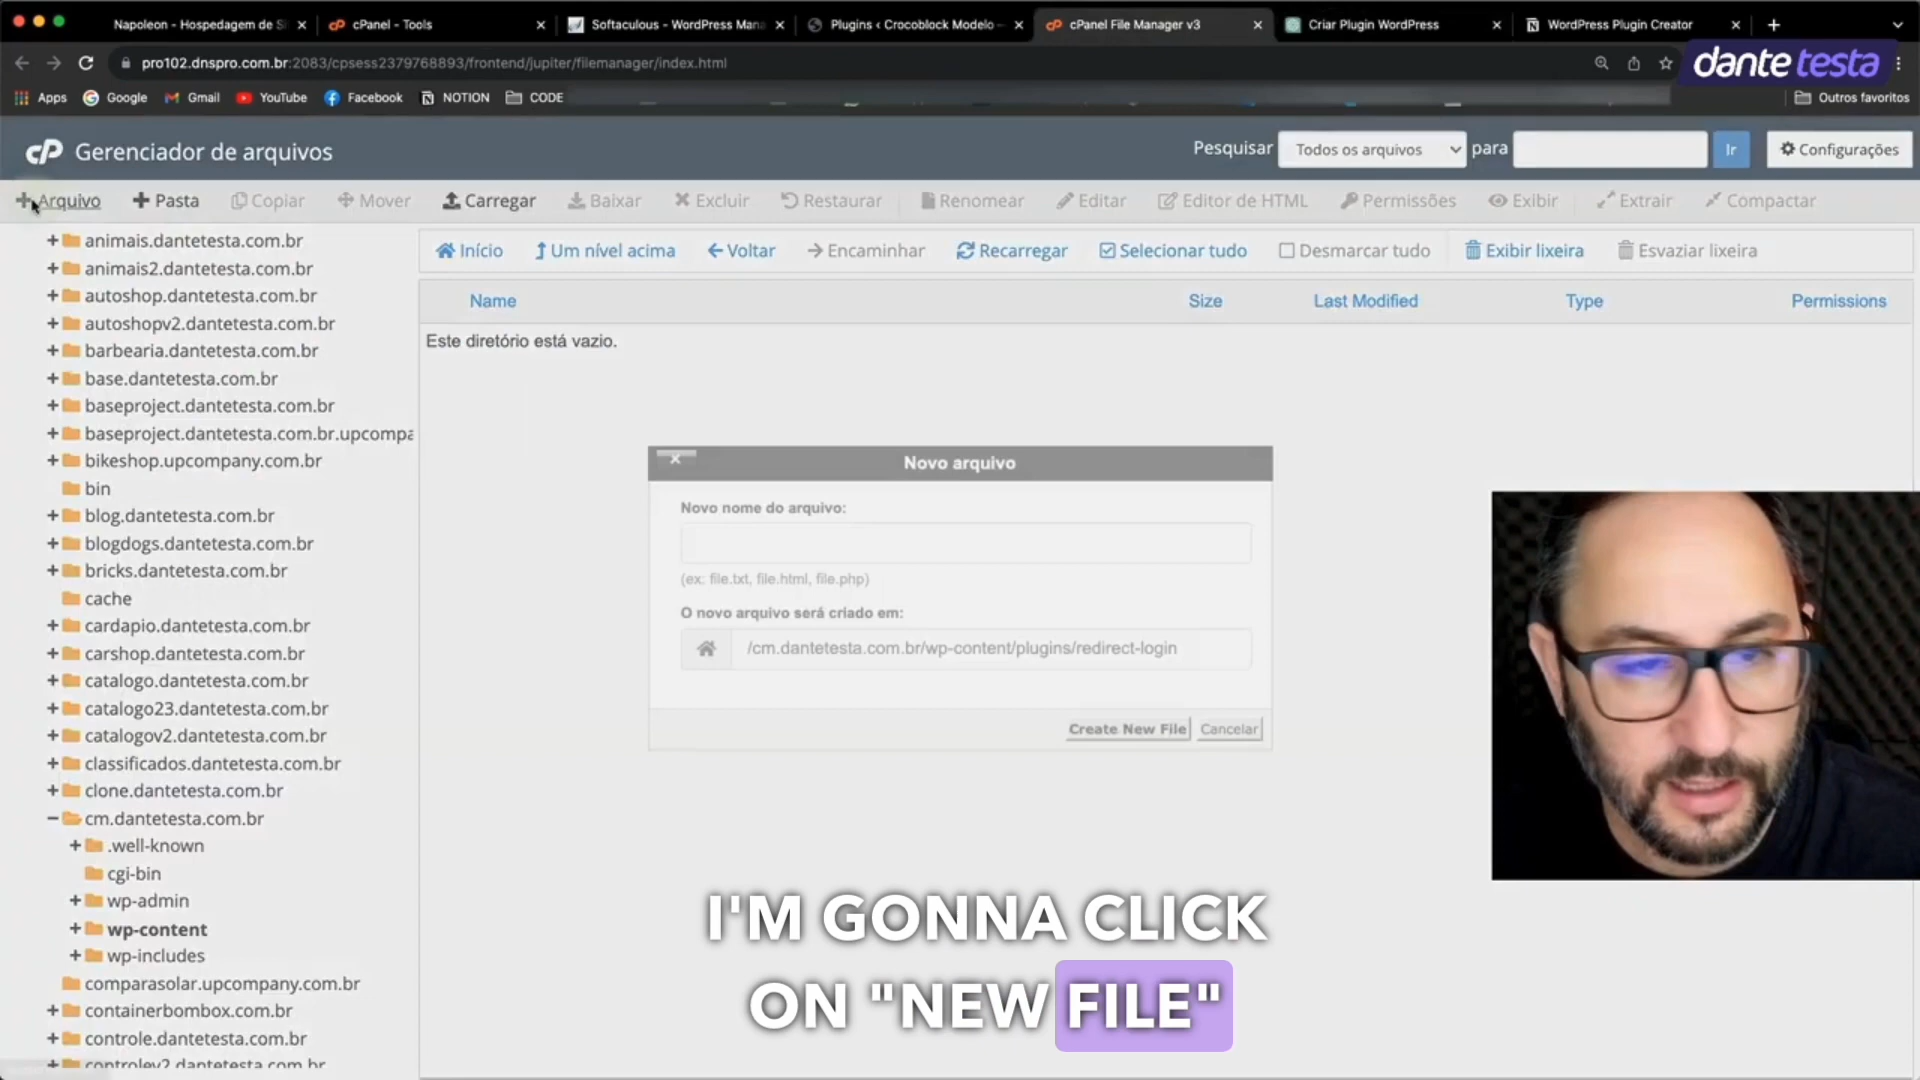 Napoleon - Hospedagem de S
cPanel - Tools
Softaculous - WordPress Mana
Plugins ‹ Crocoblock Modelo —
cPanel File Manager v3
Criar Plugin WordPress
WordPress Plugin Creator
pro102.dnspro.com.br:2083/cpsess2379768893/frontend/jupiter/filemanager/index.html
dante testa
Apps
Google
Gmail
YouTube
Facebook
NOTION
CODE
Outros favoritos
cP Gerenciador de arquivos
Pesquisar
Todos os arquivos
para
Ir
Configurações
Arquivo
Pasta
Copiar
Mover
Carregar
Baixar
Excluir
Restaurar
Renomear
Editar
Editor de HTML
Permissões
Exibir
Extrair
Compactar
Início
Um nível acima
Voltar
Encaminhar
Recarregar
Selecionar tudo
Desmarcar tudo
Exibir lixeira
Esvaziar lixeira
Name
Size
Last Modified
Type
Permissions
Este diretório está vazio.
animais.dantetesta.com.br
animais2.dantetesta.com.br
autoshop.dantetesta.com.br
autoshopv2.dantetesta.com.br
barbearia.dantetesta.com.br
base.dantetesta.com.br
baseproject.dantetesta.com.br
baseproject.dantetesta.com.br.upcompa
bikeshop.upcompany.com.br
bin
blog.dantetesta.com.br
blogdogs.dantetesta.com.br
bricks.dantetesta.com.br
cache
cardapio.dantetesta.com.br
carshop.dantetesta.com.br
catalogo.dantetesta.com.br
catalogo23.dantetesta.com.br
catalogov2.dantetesta.com.br
classificados.dantetesta.com.br
clone.dantetesta.com.br
cm.dantetesta.com.br
.well-known
cgi-bin
wp-admin
wp-content
wp-includes
comparasolar.upcompany.com.br
containerbombox.com.br
controle.dantetesta.com.br
controlev2.dantetesta.com.br
Novo arquivo
Novo nome do arquivo:
(ex: file.txt, file.html, file.php)
O novo arquivo será criado em:
/cm.dantetesta.com.br/wp-content/plugins/redirect-login
Create New File
Cancelar
I'M GONNA CLICK
ON "NEW FILE"